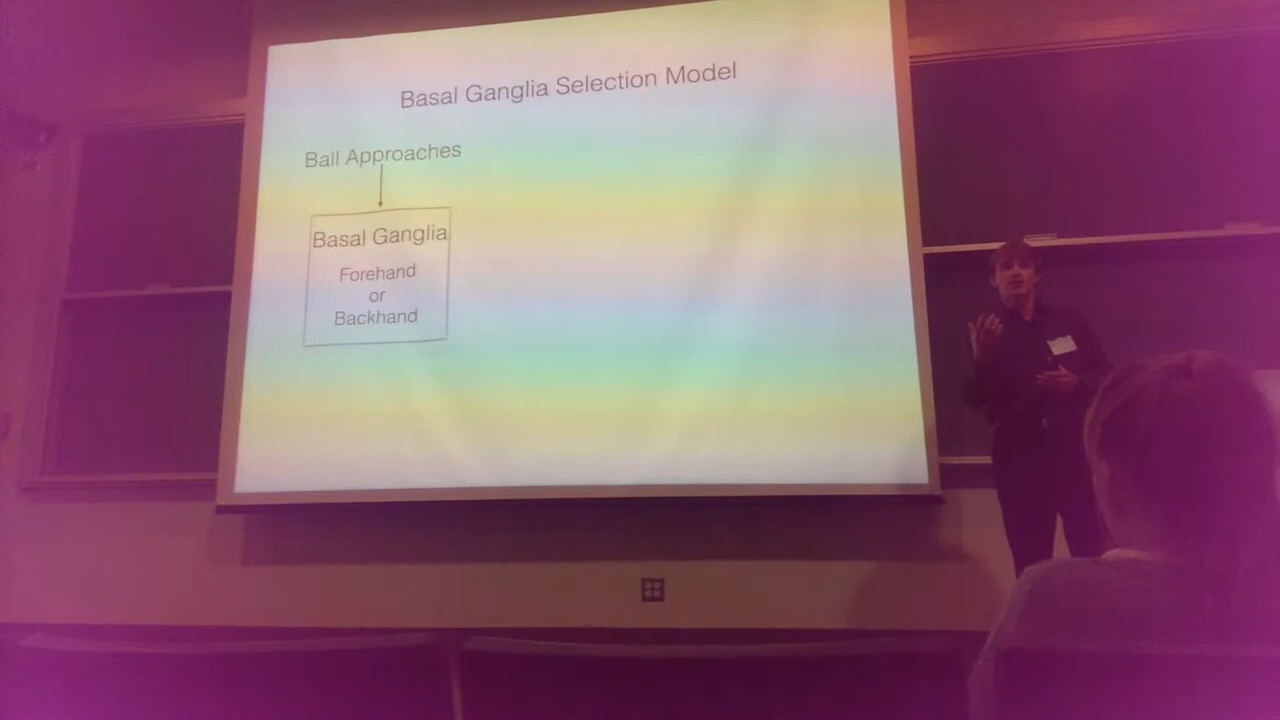 Basal Ganglia Selection Model
Ball Approaches
Basal Ganglia
Forehand
or
Backhand